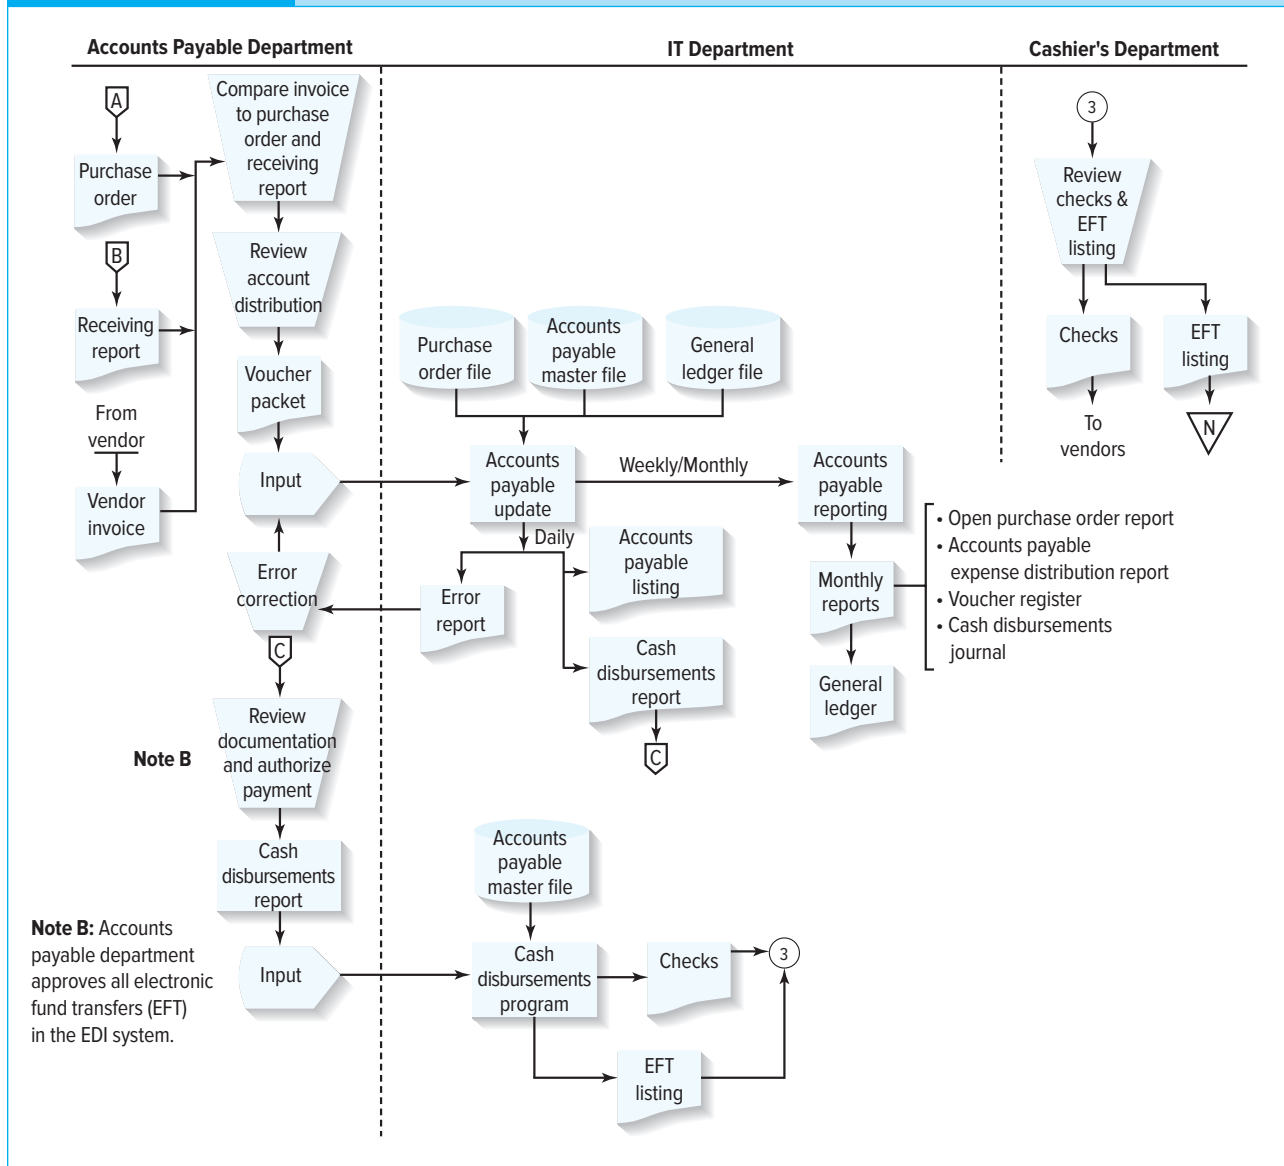 Accounts Payable Department
IT Department
Cashier's Department
A
Purchase
order
B
Receiving
report
From
vendor
Vendor
invoice
Compare invoice
to purchase
order and
receiving
report
Review
account
distribution
Voucher
packet
Input
Error
correction
C
Review
documentation
and authorize
payment
Note B
Cash
disbursements
report
Input
Note B: Accounts
payable department
approves all electronic
fund transfers (EFT)
in the EDI system.
Purchase
order file
Accounts
payable
master file
General
ledger file
Accounts
payable
update
Weekly/Monthly
Accounts
payable
reporting
Daily
Accounts
payable
listing
Error
report
Cash
disbursements
report
C
Monthly
reports
• Open purchase order report
• Accounts payable
expense distribution report
• Voucher register
• Cash disbursements
journal
General
ledger
Accounts
payable
master file
Cash
disbursements
program
Checks
3
EFT
listing
3
Review
checks &
EFT
listing
Checks
EFT
listing
To
vendors
N